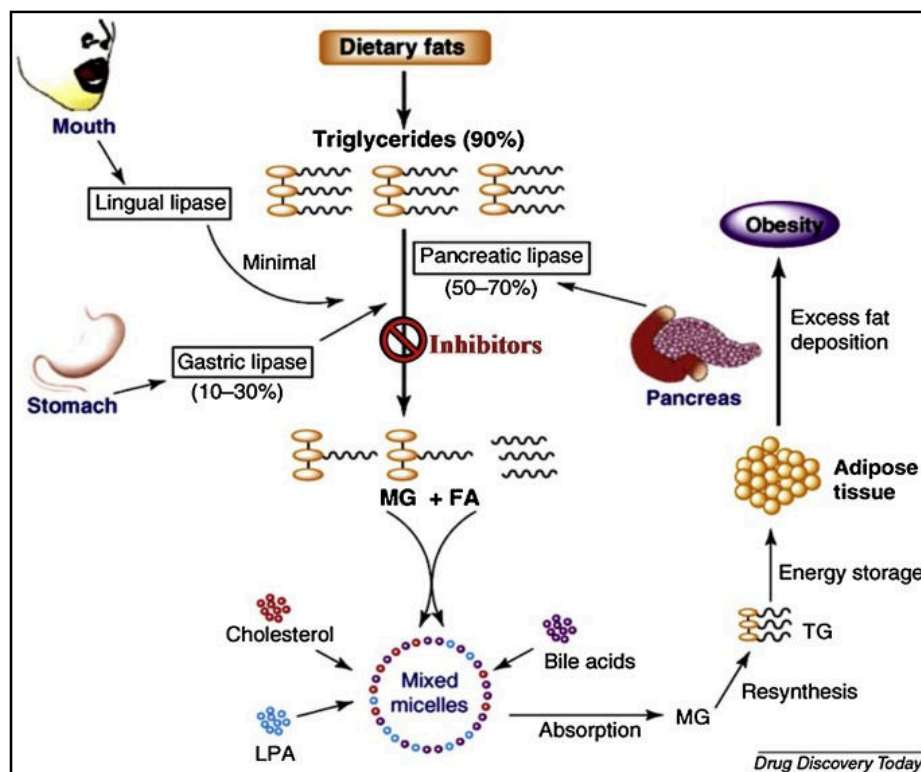 Dietary fats
Mouth
Triglycerides (90%)
Lingual lipase
Minimal
Pancreatic lipase
(50–70%)
Obesity
Inhibitors
Excess fat
deposition
Gastric lipase
(10–30%)
Stomach
Pancreas
MG + FA
Adipose
tissue
Energy storage
Cholesterol
Bile acids
TG
Mixed
micelles
Resynthesis
LPA
Absorption
MG
Drug Discovery Today